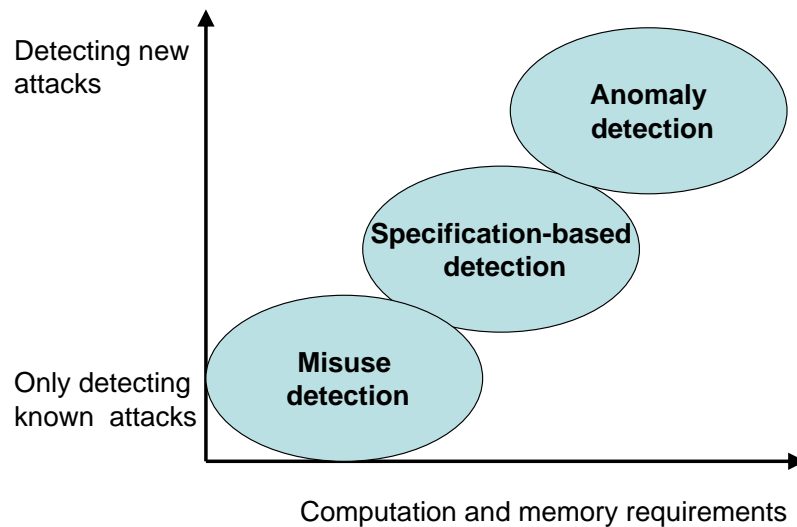 Detecting new
attacks
Anomaly
detection
Specification-based
detection
Misuse
detection
Only detecting
known attacks
Computation and memory requirements